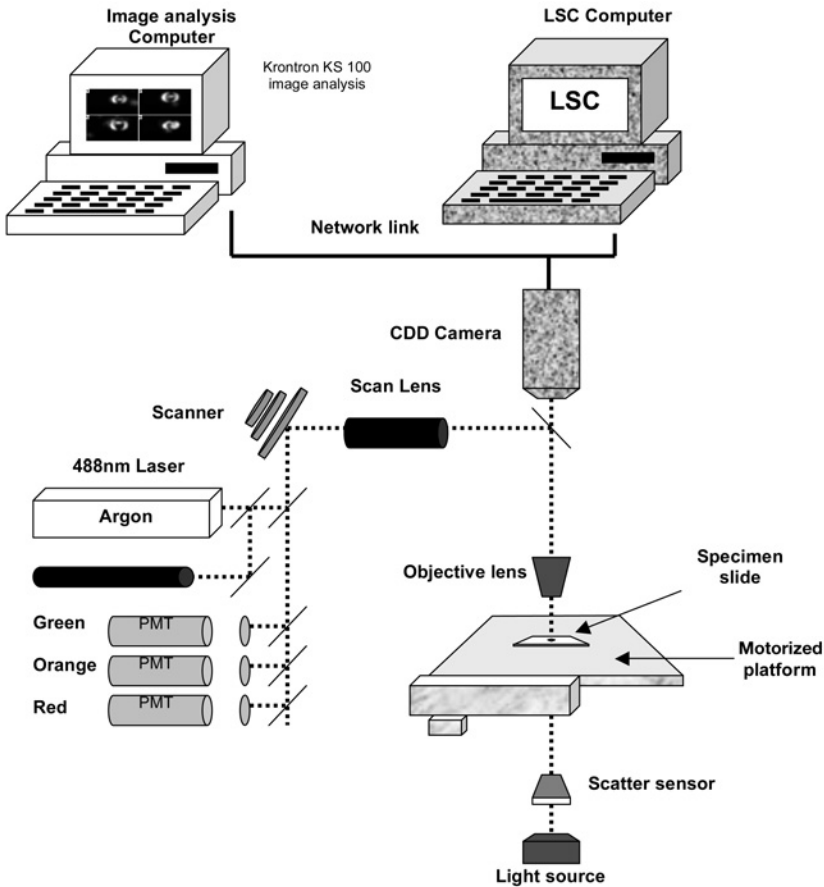 Image analysis
Computer
LSC Computer
Krontron KS 100
image analysis
LSC
Network link
CDD Camera
Scan Lens
Scanner
488nm Laser
Argon
Objective lens
Specimen
slide
Green
PMT
Orange
PMT
Red
PMT
Motorized
platform
Scatter sensor
Light source